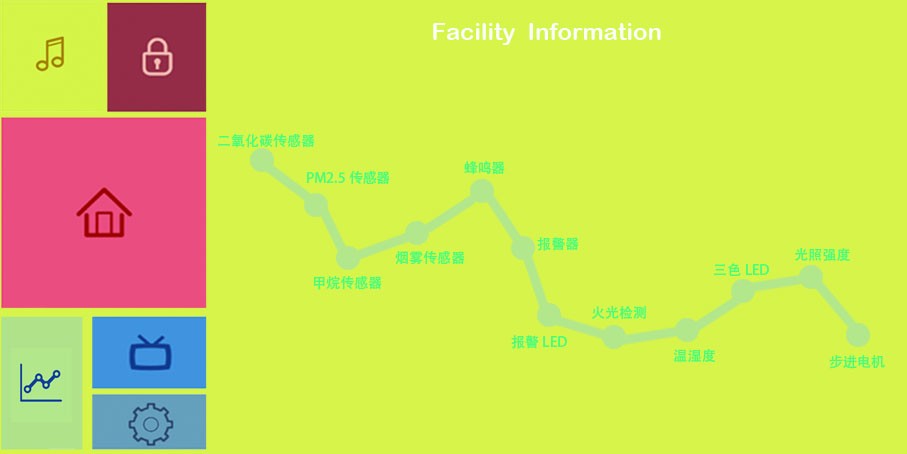 Facility Information
二氧化碳传感器
PM2.5 传感器
甲烷传感器
烟雾传感器
蜂鸣器
报警器
报警 LED
火光检测
温湿度
三色 LED
光照强度
步进电机